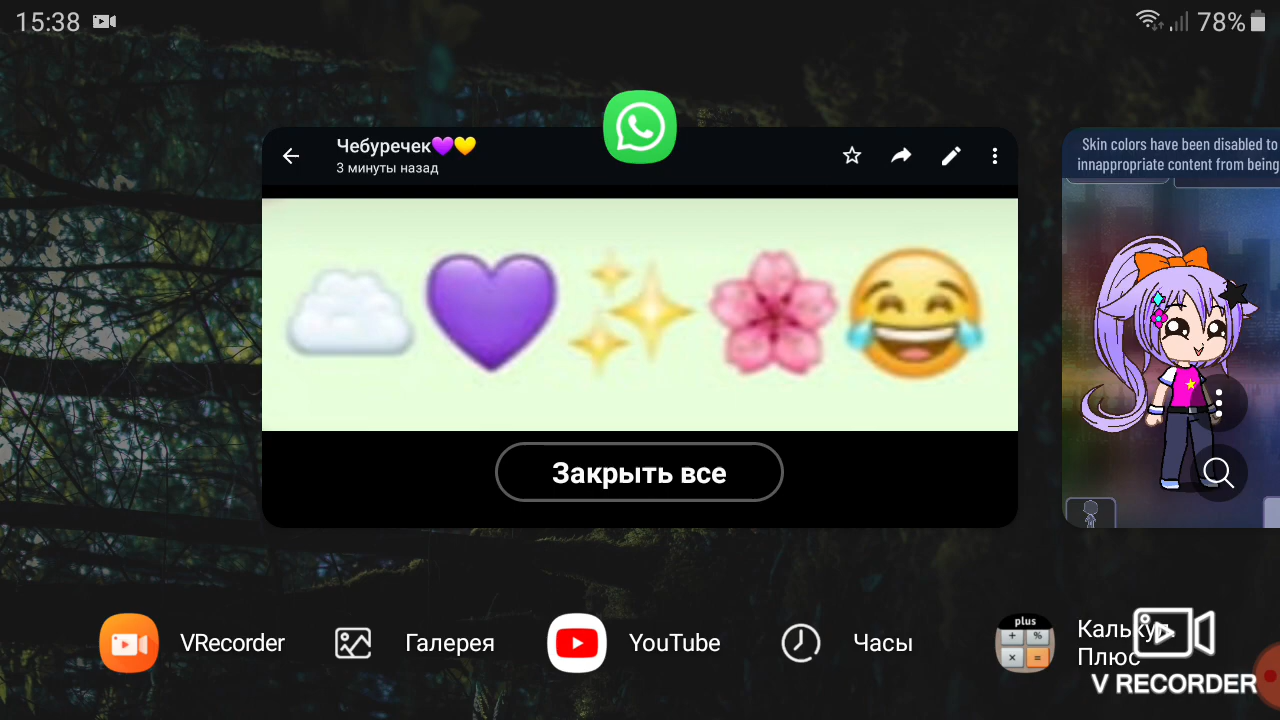 15:38
78%
Чебуречек💜💛
3 минуты назад
Skin colors have been disabled to
innappropriate content from being
Закрыть все
VRecorder
Галерея
YouTube
Часы
plus
+ %
× =
Плюс
V RECORDER